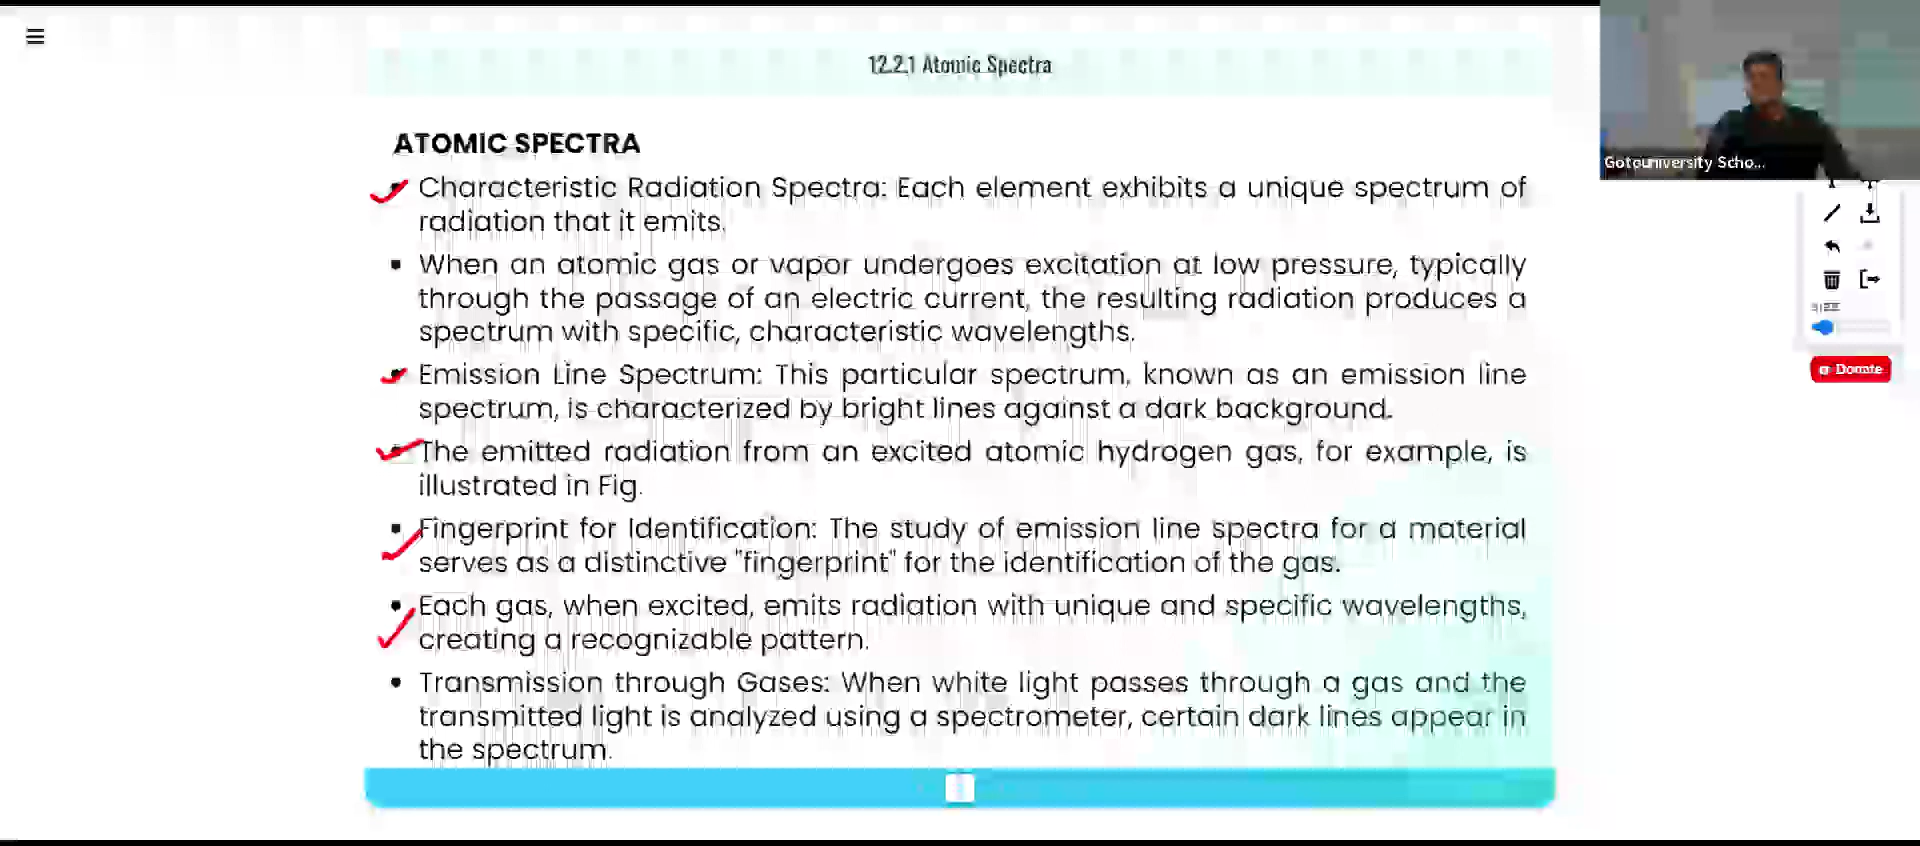 12.2.1 Atomic Spectra
Gotouniversity Scho...
ATOMIC SPECTRA
Characteristic Radiation Spectra: Each element exhibits a unique spectrum of
radiation that it emits.
When an atomic gas or vapor undergoes excitation at low pressure, typically
through the passage of an electric current, the resulting radiation produces a
spectrum with specific, characteristic wavelengths.
Emission Line Spectrum: This particular spectrum, known as an emission line
spectrum, is characterized by bright lines against a dark background.
The emitted radiation from an excited atomic hydrogen gas, for example, is
illustrated in Fig.
Fingerprint for Identification: The study of emission line spectra for a material
serves as a distinctive "fingerprint" for the identification of the gas.
Each gas, when excited, emits radiation with unique and specific wavelengths,
creating a recognizable pattern.
Transmission through Gases: When white light passes through a gas and the
transmitted light is analyzed using a spectrometer, certain dark lines appear in
the spectrum.
Donate